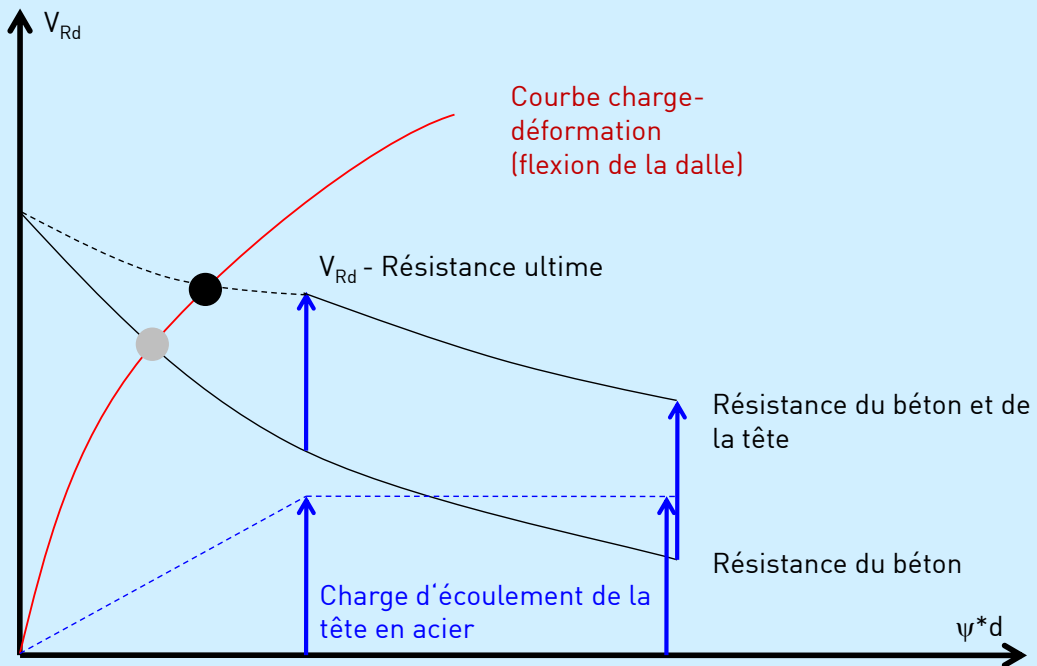 V_Rd
Courbe charge-
déformation
(flexion de la dalle)
V_Rd - Résistance ultime
Résistance du béton et de
la tête
Résistance du béton
Charge d‘écoulement de la
tête en acier
ψ*d